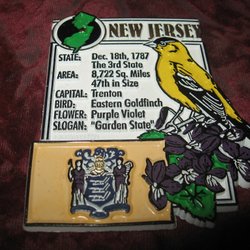 NEW JERSEY
STATE: Dec. 18th, 1787
The 3rd State
AREA: 8,722 Sq. Miles
47th in Size
CAPITAL: Trenton
BIRD: Eastern Goldfinch
FLOWER: Purple Violet
SLOGAN: "Garden State"